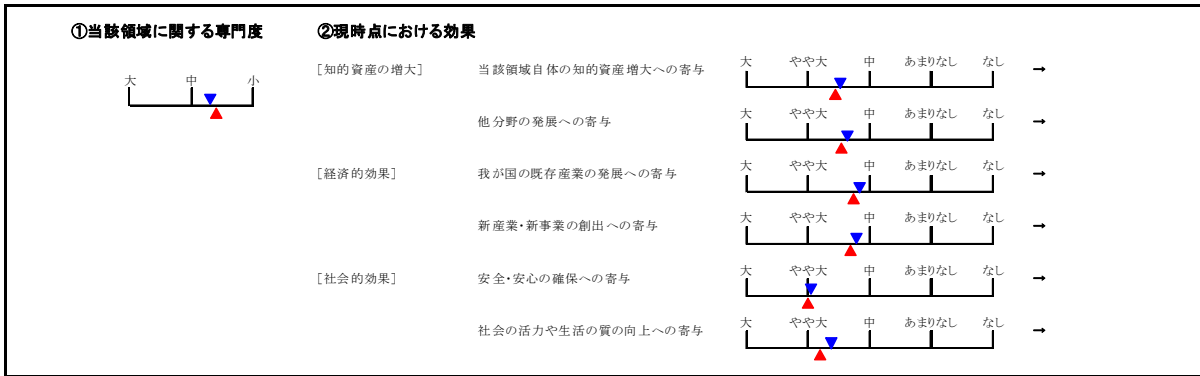 ①当該領域に関する専門度 ②現時点における効果
大 中 小
［知的資産の増大］ 当該領域自体の知的資産増大への寄与 大 やや大 中 あまりなし なし →
他分野の発展への寄与 大 やや大 中 あまりなし なし →
［経済的効果］ 我が国の既存産業の発展への寄与 大 やや大 中 あまりなし なし →
新産業・新事業の創出への寄与 大 やや大 中 あまりなし なし →
［社会的効果］ 安全・安心の確保への寄与 大 やや大 中 あまりなし なし →
社会の活力や生活の質の向上への寄与 大 やや大 中 あまりなし なし →